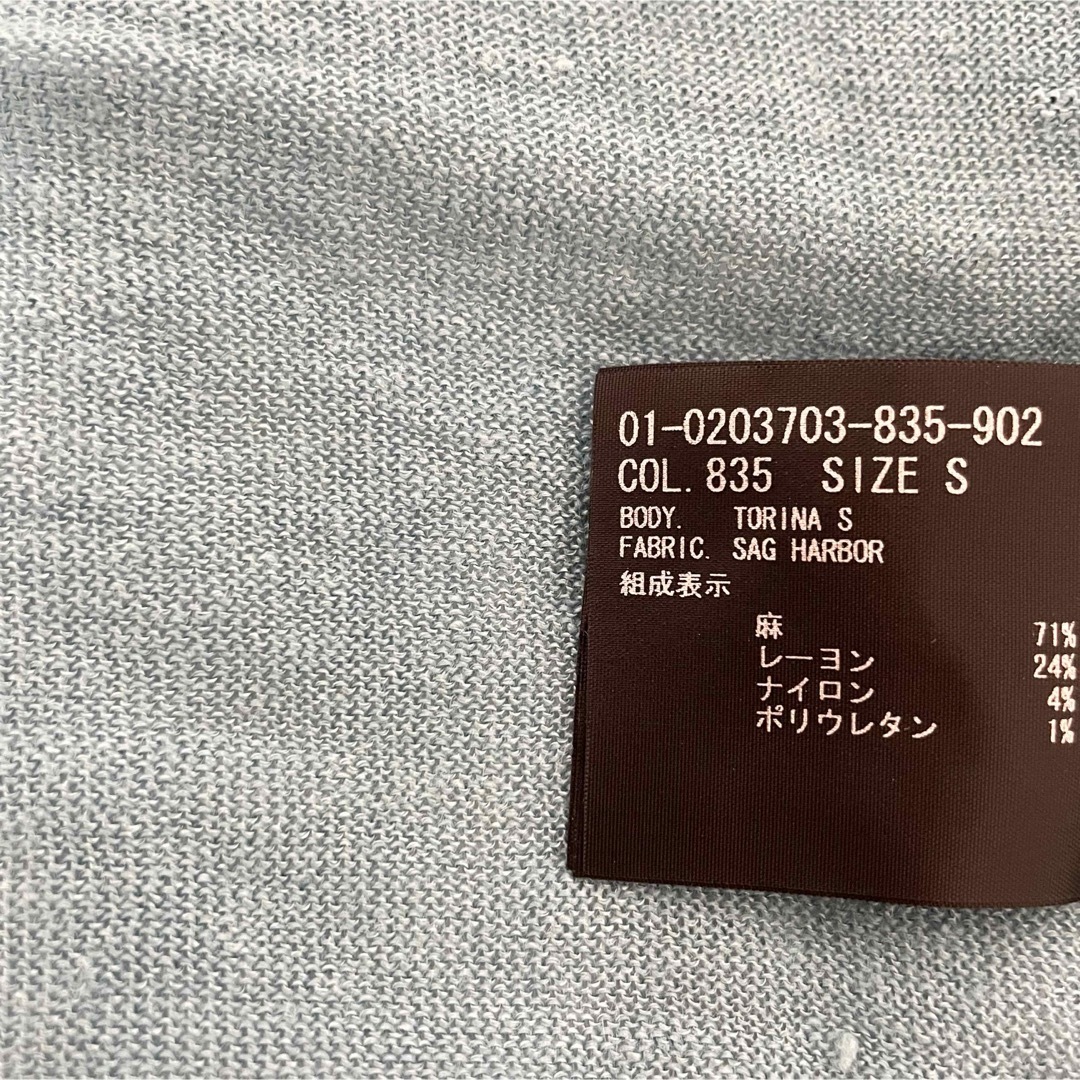 01-0203703-835-902
COL. 835 SIZE S
BODY. TORINA S
FABRIC. SAG HARBOR
組成表示
麻 71%
レーヨン 24%
ナイロン 4%
ポリウレタン 1%